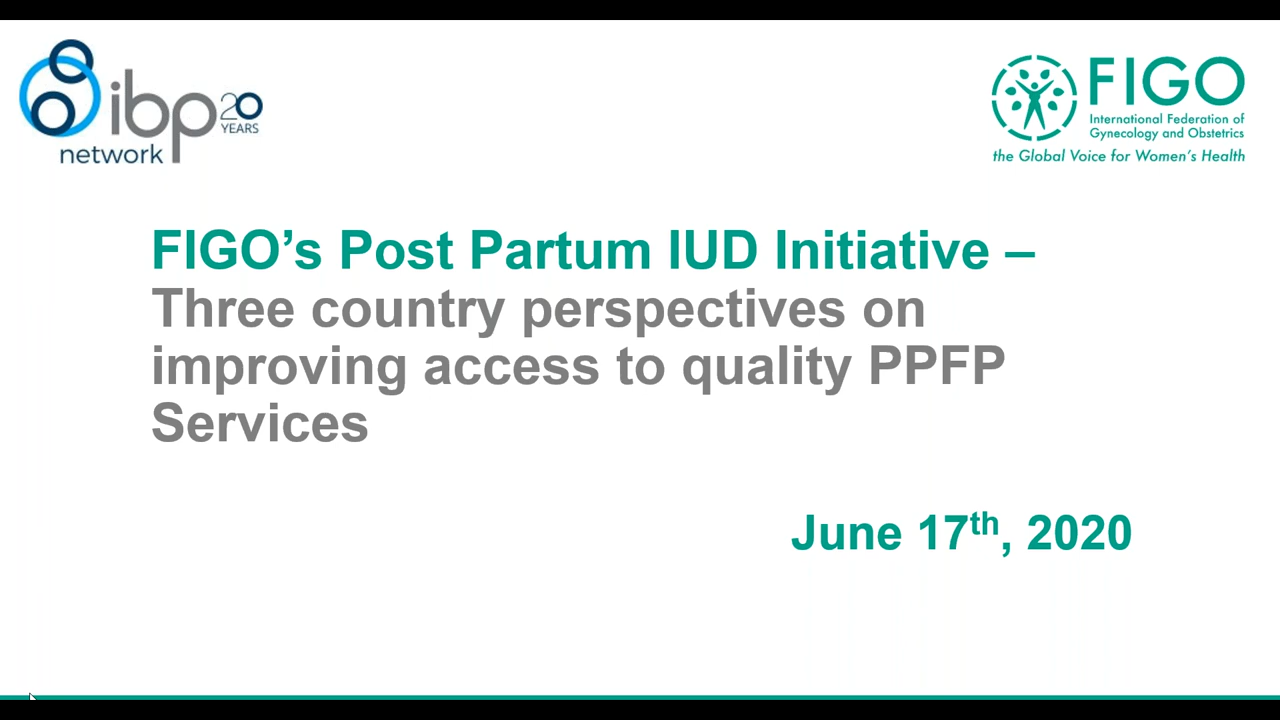 ibp 20 YEARS
network
FIGO
International Federation of
Gynecology and Obstetrics
the Global Voice for Women's Health
FIGO’s Post Partum IUD Initiative –
Three country perspectives on
improving access to quality PPFP
Services
June 17th, 2020